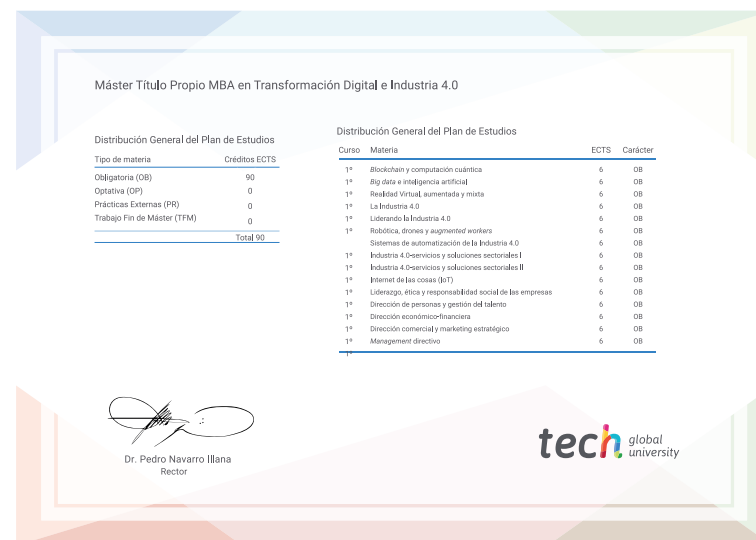 Máster Título Propio MBA en Transformación Digital e Industria 4.0
Distribución General del Plan de Estudios
Tipo de materia Créditos ECTS
Obligatoria (OB) 90
Optativa (OP) 0
Prácticas Externas (PR) 0
Trabajo Fin de Máster (TFM) 0
Total 90
Distribución General del Plan de Estudios
Curso Materia ECTS Carácter
1º Blockchain y computación cuántica 6 OB
1º Big data e inteligencia artificial 6 OB
1º Realidad Virtual, aumentada y mixta 6 OB
1º La Industria 4.0 6 OB
1º Liderando la Industria 4.0 6 OB
1º Robótica, drones y augmented workers 6 OB
Sistemas de automatización de la Industria 4.0 6 OB
1º Industria 4.0-servicios y soluciones sectoriales I 6 OB
1º Industria 4.0-servicios y soluciones sectoriales II 6 OB
1º Internet de las cosas (IoT) 6 OB
1º Liderazgo, ética y responsabilidad social de las empresas 6 OB
1º Dirección de personas y gestión del talento 6 OB
1º Dirección económico-financiera 6 OB
1º Dirección comercial y marketing estratégico 6 OB
1º Management directivo 6 OB
1º
Dr. Pedro Navarro Illana
Rector
tech global
university